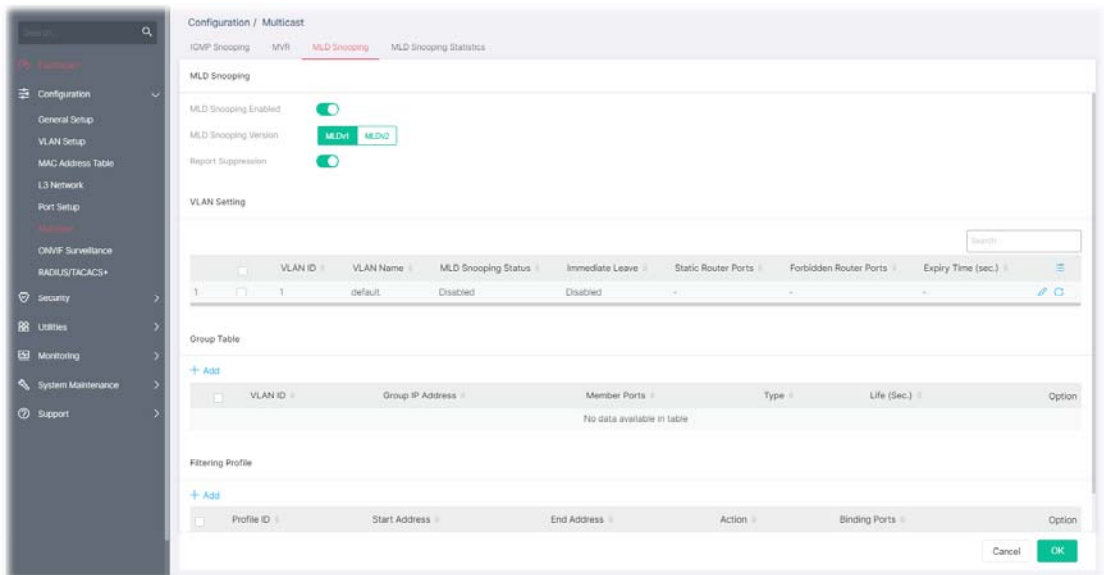 Search...
Dashboard
Configuration
General Setup
VLAN Setup
MAC Address Table
L3 Network
Port Setup
Multicast
ONVIF Surveillance
RADIUS/TACACS+
Security
Utilities
Monitoring
System Maintenance
Support
Configuration / Multicast
IGMP Snooping MVR MLD Snooping MLD Snooping Statistics
MLD Snooping
MLD Snooping Enabled
MLD Snooping Version MLDv1 MLDv2
Report Suppression
VLAN Setting
Search
VLAN ID VLAN Name MLD Snooping Status Immediate Leave Static Router Ports Forbidden Router Ports Expiry Time (sec.)
1 1 default Disabled Disabled - - -
Group Table
+ Add
VLAN ID Group IP Address Member Ports Type Life (Sec.) Option
No data available in table
Filtering Profile
+ Add
Profile ID Start Address End Address Action Binding Ports Option
Cancel OK